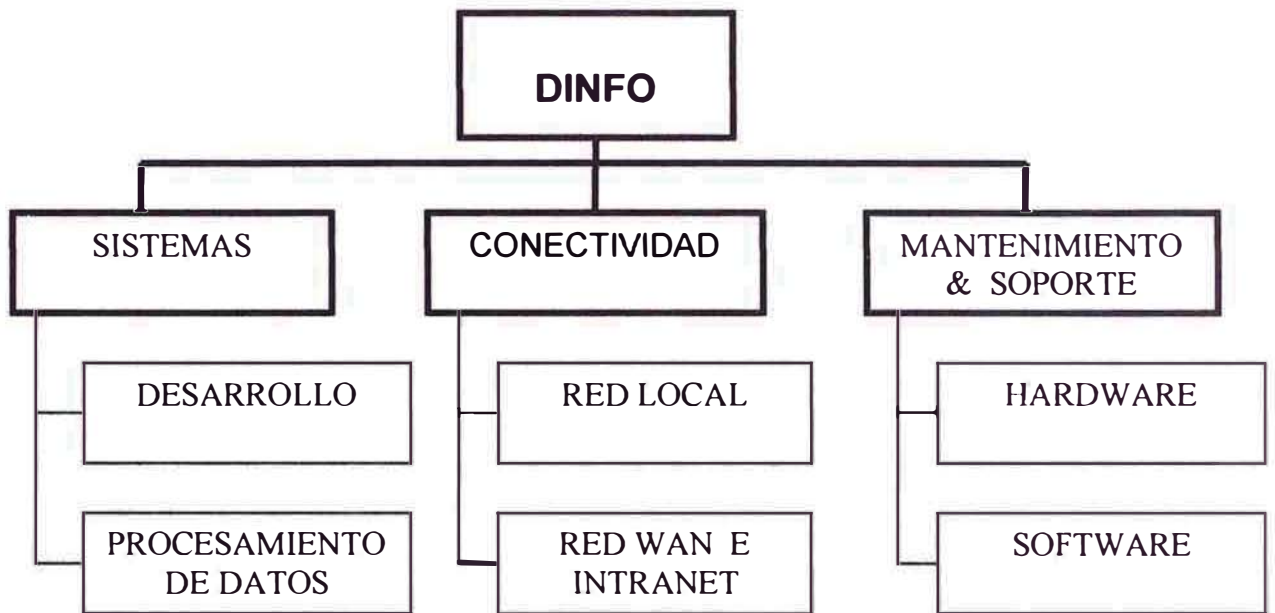 DINFO
SISTEMAS
CONECTIVIDAD
MANTENIMIENTO
& SOPORTE
DESARROLLO
RED LOCAL
HARDWARE
PROCESAMIENTO
DE DATOS
RED WAN E
INTRANET
SOFTWARE